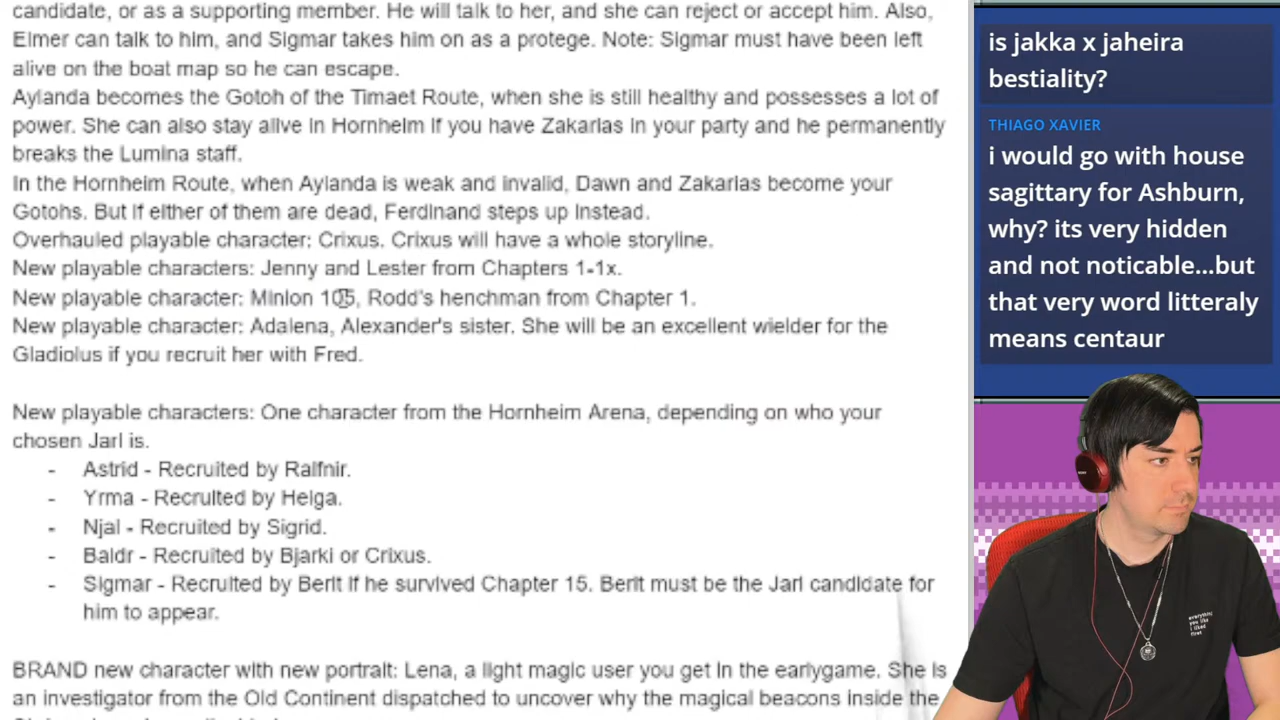 candidate, or as a supporting member. He will talk to her, and she can reject or accept him. Also,
Elmer can talk to him, and Sigmar takes him on as a protege. Note: Sigmar must have been left
alive on the boat map so he can escape.
Aylanda becomes the Gotoh of the Timaet Route, when she is still healthy and possesses a lot of
power. She can also stay alive in Hornheim if you have Zakarias in your party and he permanently
breaks the Lumina staff.
In the Hornheim Route, when Aylanda is weak and invalid, Dawn and Zakarias become your
Gotohs. But if either of them are dead, Ferdinand steps up instead.
Overhauled playable character: Crixus. Crixus will have a whole storyline.
New playable characters: Jenny and Lester from Chapters 1-1x.
New playable character: Minion 105, Rodd's henchman from Chapter 1.
New playable character: Adalena, Alexander's sister. She will be an excellent wielder for the
Gladiolus if you recruit her with Fred.
New playable characters: One character from the Hornheim Arena, depending on who your
chosen Jarl is.
- Astrid - Recruited by Ralfnir.
- Yrma - Recruited by Helga.
- Njal - Recruited by Sigrid.
- Baldr - Recruited by Bjarki or Crixus.
- Sigmar - Recruited by Berit if he survived Chapter 15. Berit must be the Jarl candidate for
him to appear.
BRAND new character with new portrait: Lena, a light magic user you get in the earlygame. She is
an investigator from the Old Continent dispatched to uncover why the magical beacons inside the
is jakka x jaheira
bestiality?
THIAGO XAVIER
i would go with house
sagittary for Ashburn,
why? its very hidden
and not noticable...but
that very word litteraly
means centaur
everything
you like
i liked
first